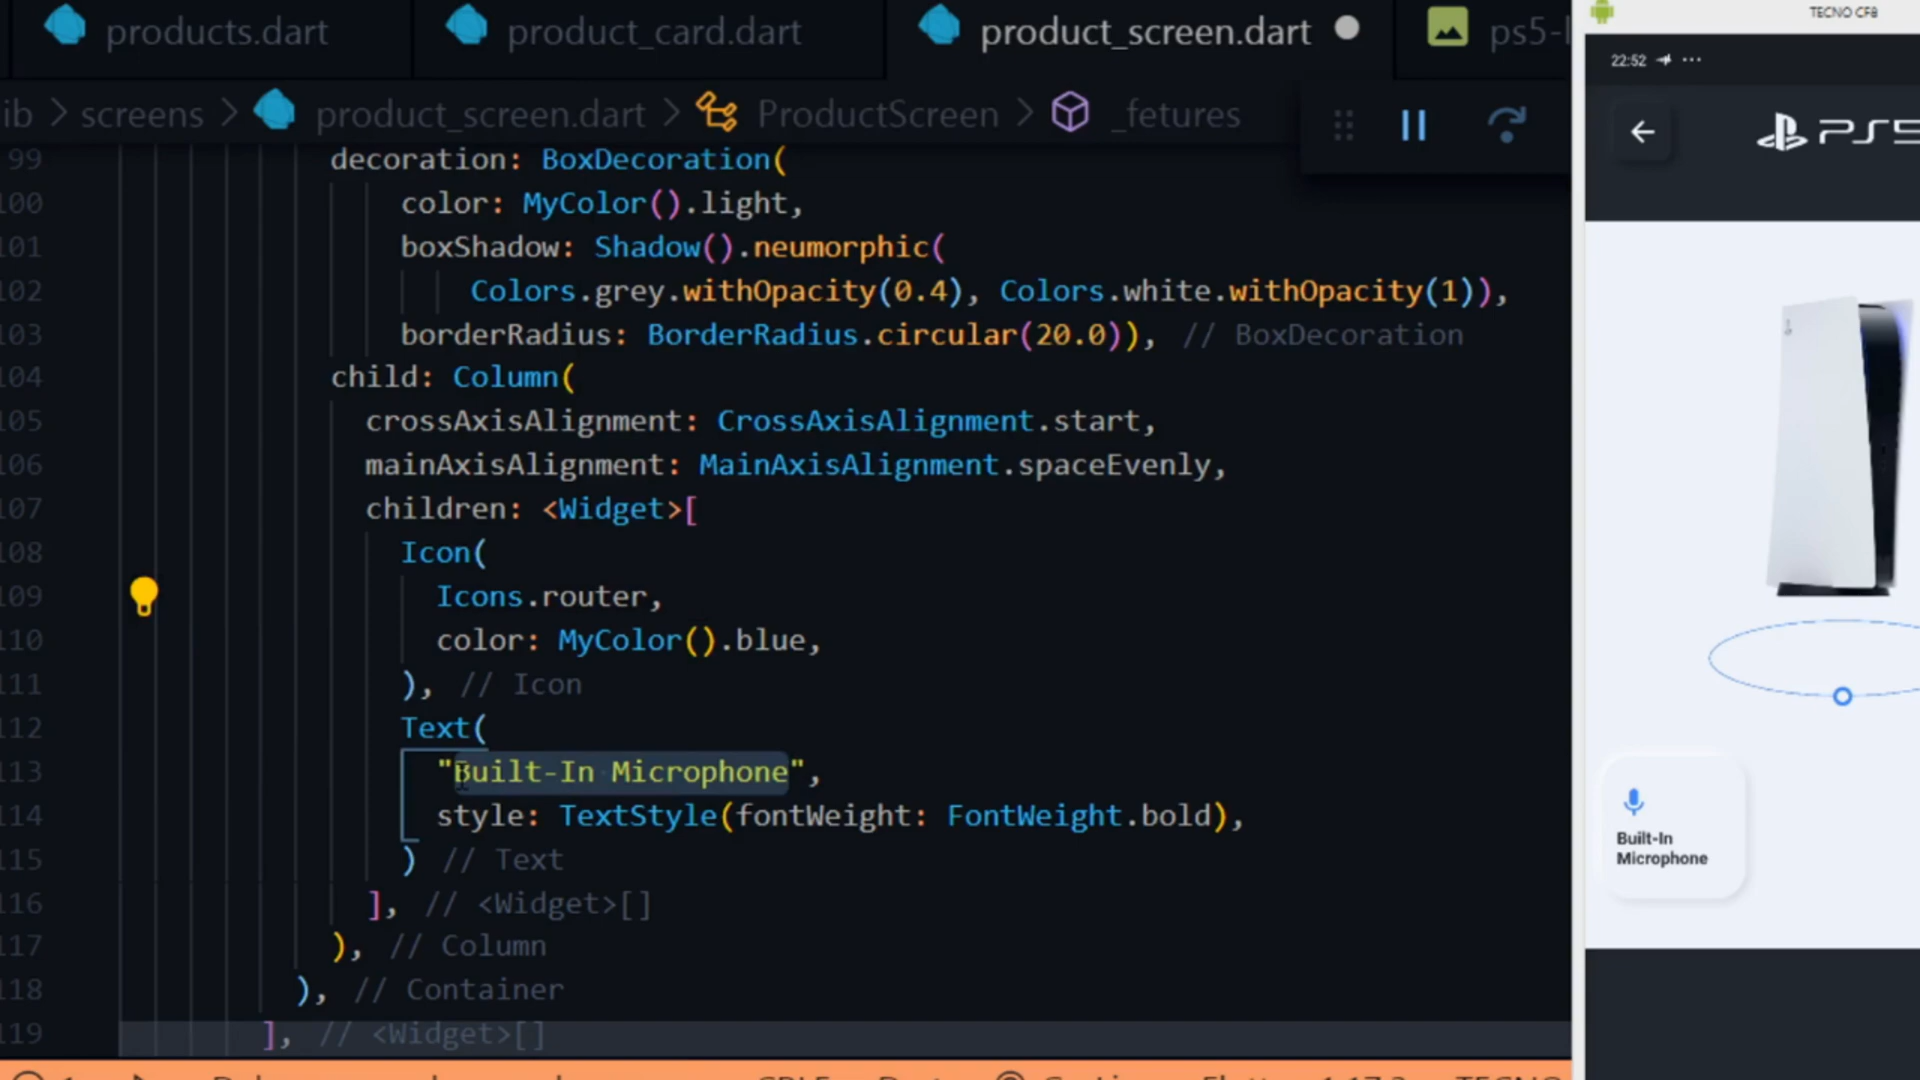 products.dart
product_card.dart
product_screen.dart
ps5-
TECNO CF8
22:52
ib > screens > product_screen.dart > ProductScreen > _fetures
PS5
99 decoration: BoxDecoration(
100 color: MyColor().light,
101 boxShadow: Shadow().neumorphic(
102 Colors.grey.withOpacity(0.4), Colors.white.withOpacity(1)),
103 borderRadius: BorderRadius.circular(20.0)), // BoxDecoration
104 child: Column(
105 crossAxisAlignment: CrossAxisAlignment.start,
106 mainAxisAlignment: MainAxisAlignment.spaceEvenly,
107 children: <Widget>[
108 Icon(
109 Icons.router,
110 color: MyColor().blue,
111 ), // Icon
112 Text(
113 "Built-In Microphone",
114 style: TextStyle(fontWeight: FontWeight.bold),
115 ) // Text
116 ], // <Widget>[]
117 ), // Column
118 ), // Container
119 ], // <Widget>[]
Built-In
Microphone